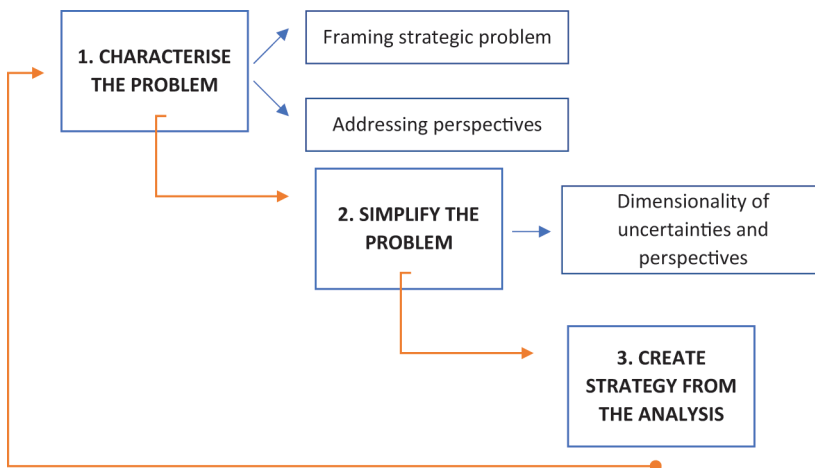 1. CHARACTERISE
THE PROBLEM
Framing strategic problem
Addressing perspectives
2. SIMPLIFY THE
PROBLEM
Dimensionality of
uncertainties and
perspectives
3. CREATE
STRATEGY FROM
THE ANALYSIS